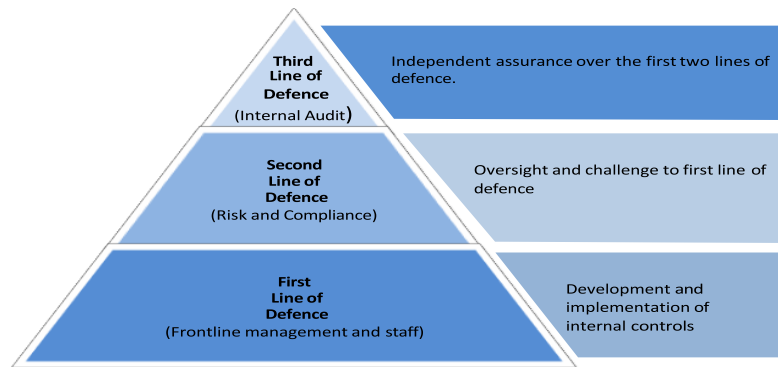 Third
Line of
Defence
(Internal Audit)
Independent assurance over the first two lines of
defence.
Second
Line of
Defence
(Risk and Compliance)
Oversight and challenge to first line of
defence
First
Line of
Defence
(Frontline management and staff)
Development and
implementation of
internal controls